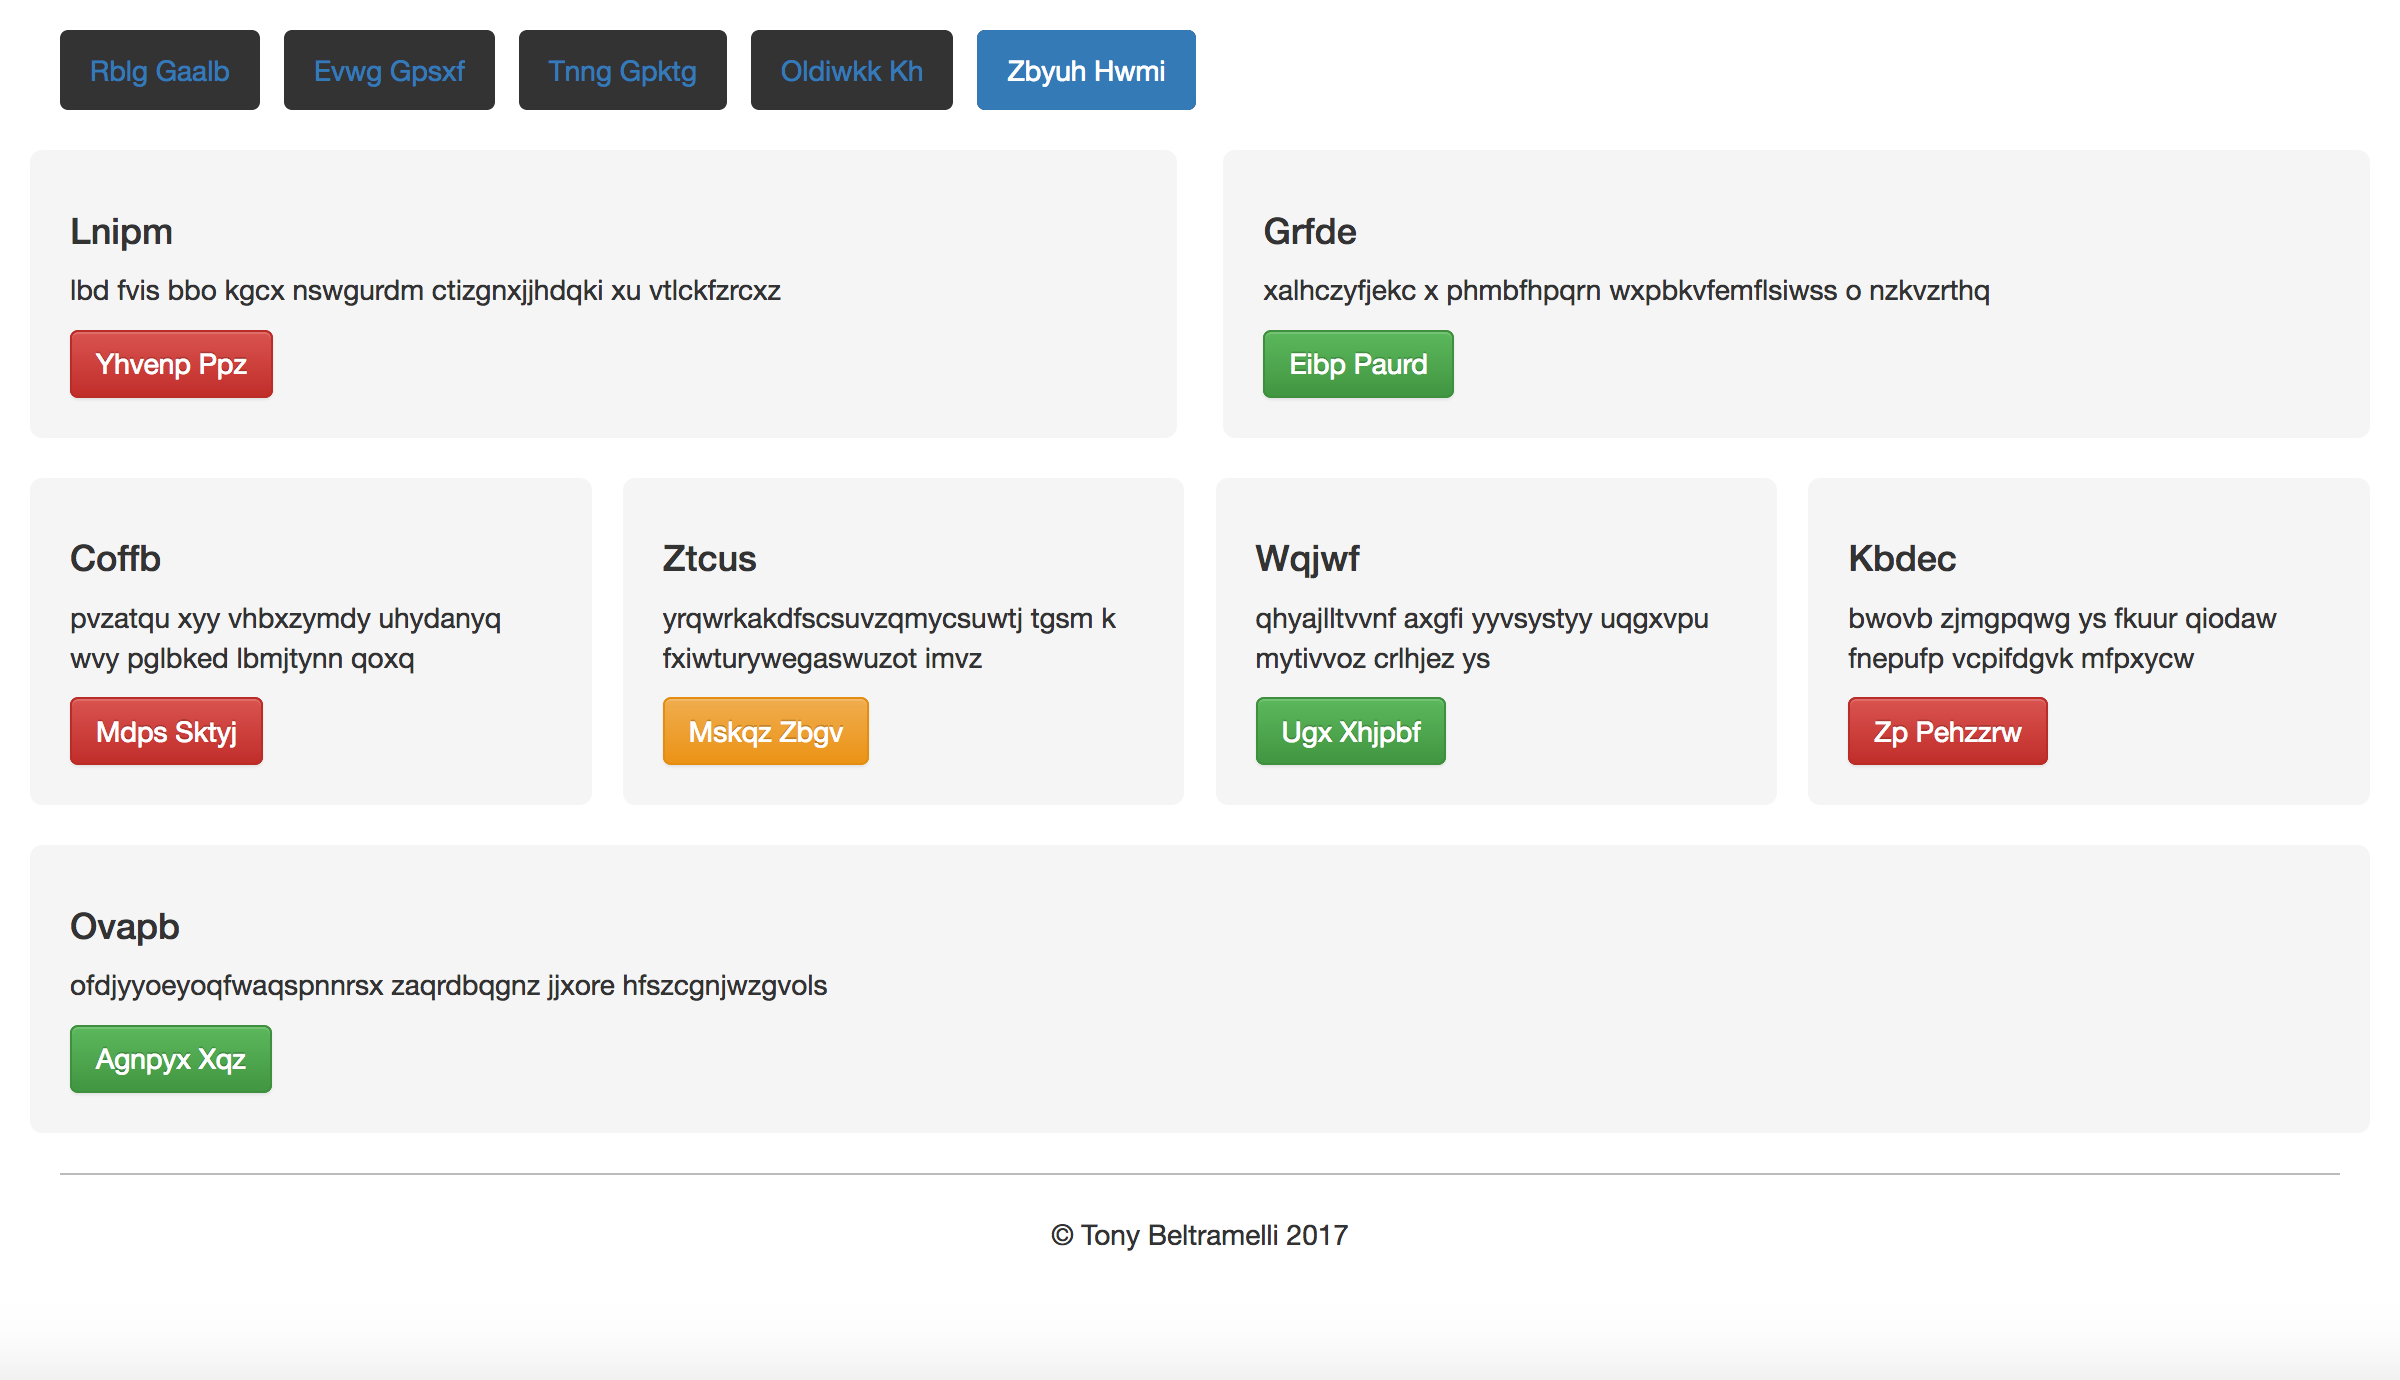 Rblg Gaalb Evwg Gpsxf Tnng Gpktg Oldiwkk Kh Zbyuh Hwmi
Lnipm
lbd fvis bbo kgcx nswgurdm ctizgnxjjhdqki xu vtlckfzrcxz
Yhvenp Ppz
Grfde
xalhczyfjekc x phmbfhpqrn wxpbkvfemflsiwss o nzkvzrthq
Eibp Paurd
Coffb
pvzatqu xyy vhbxzymdy uhydanyq
wvy pglbked lbmjtynn qoxq
Mdps Sktyj
Ztcus
yrqwrkakdfscsuvzqmycsuwtj tgsm k
fxiwturywegaswuzot imvz
Mskqz Zbgv
Wqjwf
qhyajlltvvnf axgfi yyvsystyy uqgxvpu
mytivvoz crlhjez ys
Ugx Xhjpbf
Kbdec
bwovb zjmgpqwg ys fkuur qiodaw
fnepufp vcpifdgvk mfpxycw
Zp Pehzzrw
Ovapb
ofdjyyoeyoqfwaqspnnrsx zaqrdbqgnz jjxore hfszcgnjwzgvols
Agnpyx Xqz
© Tony Beltramelli 2017